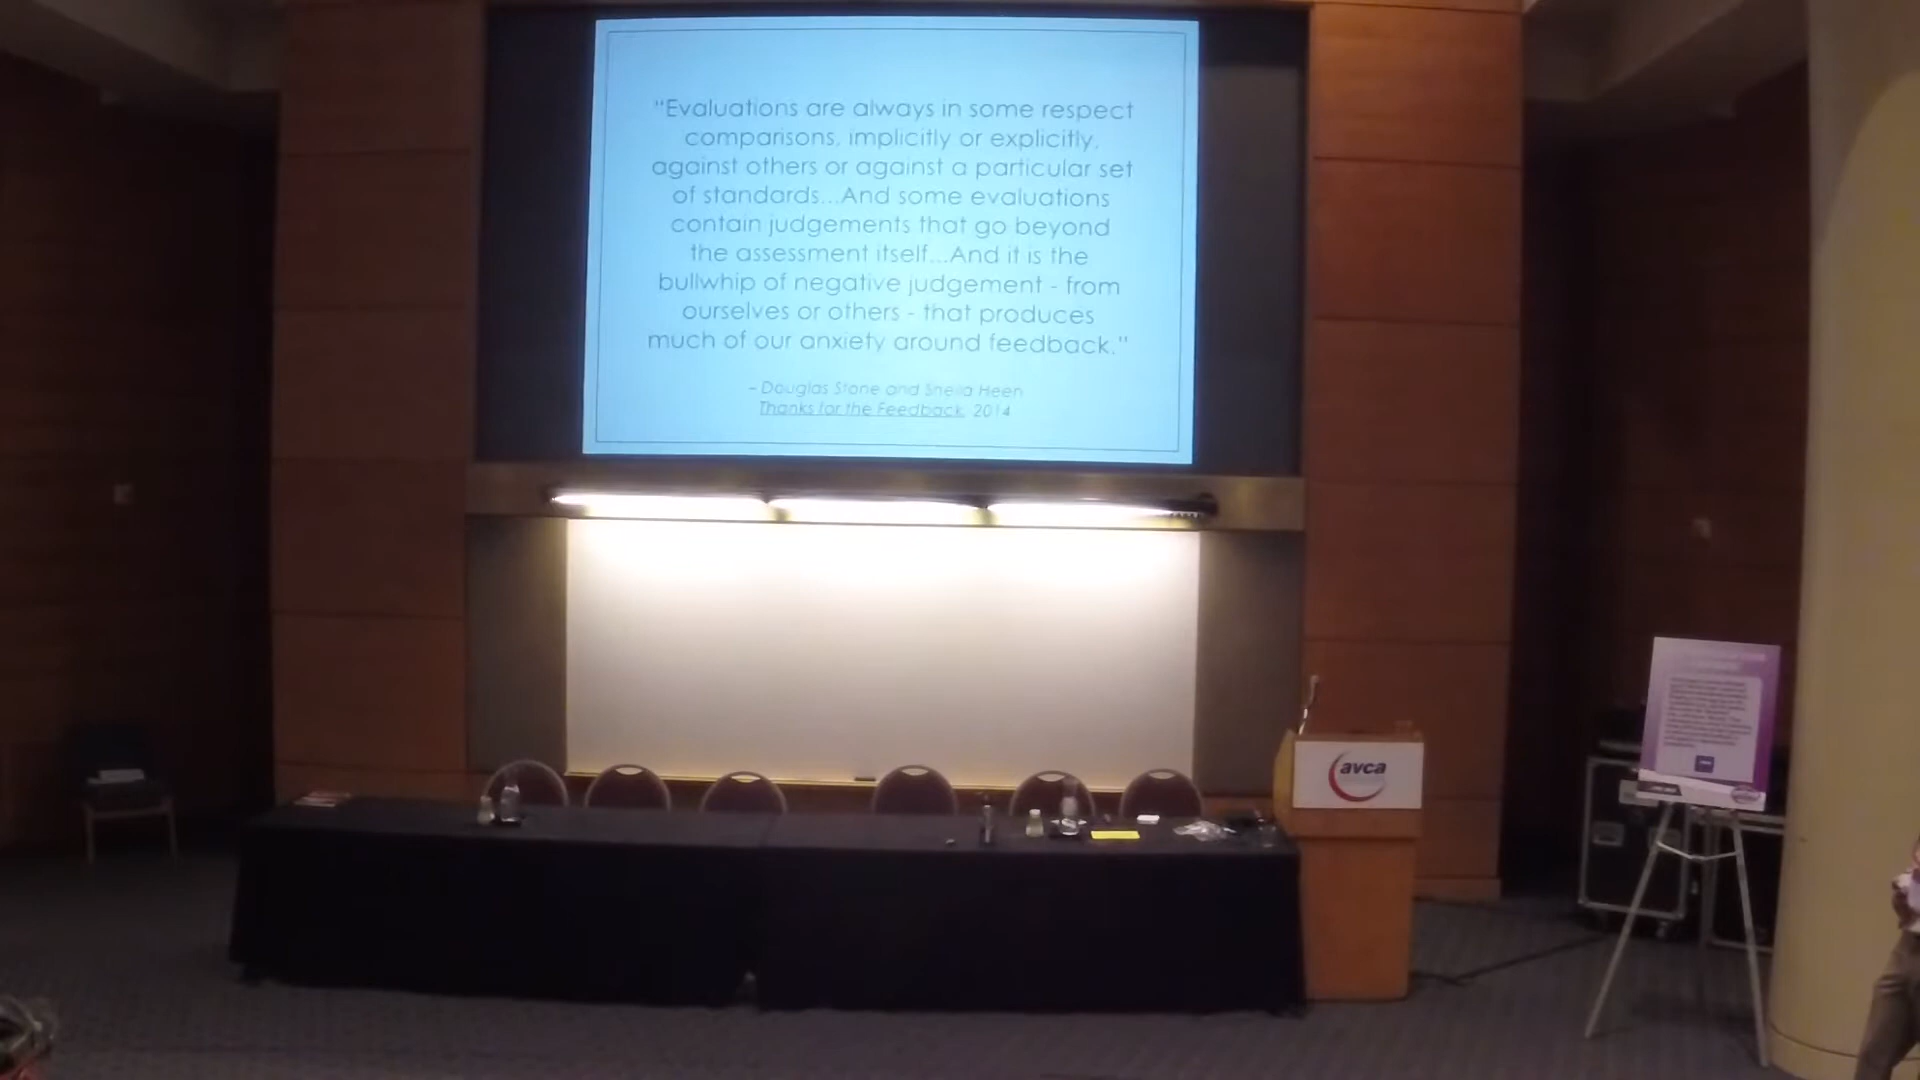 "Evaluations are always in some respect
comparisons, implicitly or explicitly,
against others or against a particular set
of standards...And some evaluations
contain judgements that go beyond
the assessment itself...And it is the
bullwhip of negative judgement - from
ourselves or others - that produces
much of our anxiety around feedback."
– Douglas Stone and Sheila Heen
Thanks for the Feedback, 2014
avca